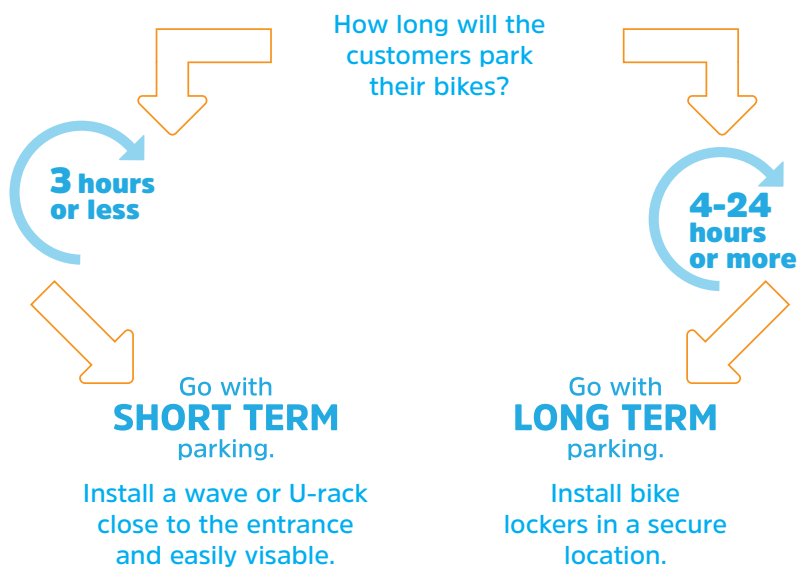 How long will the
customers park
their bikes?
3 hours
or less
4-24
hours
or more
Go with
SHORT TERM
parking.
Install a wave or U-rack
close to the entrance
and easily visable.
Go with
LONG TERM
parking.
Install bike
lockers in a secure
location.